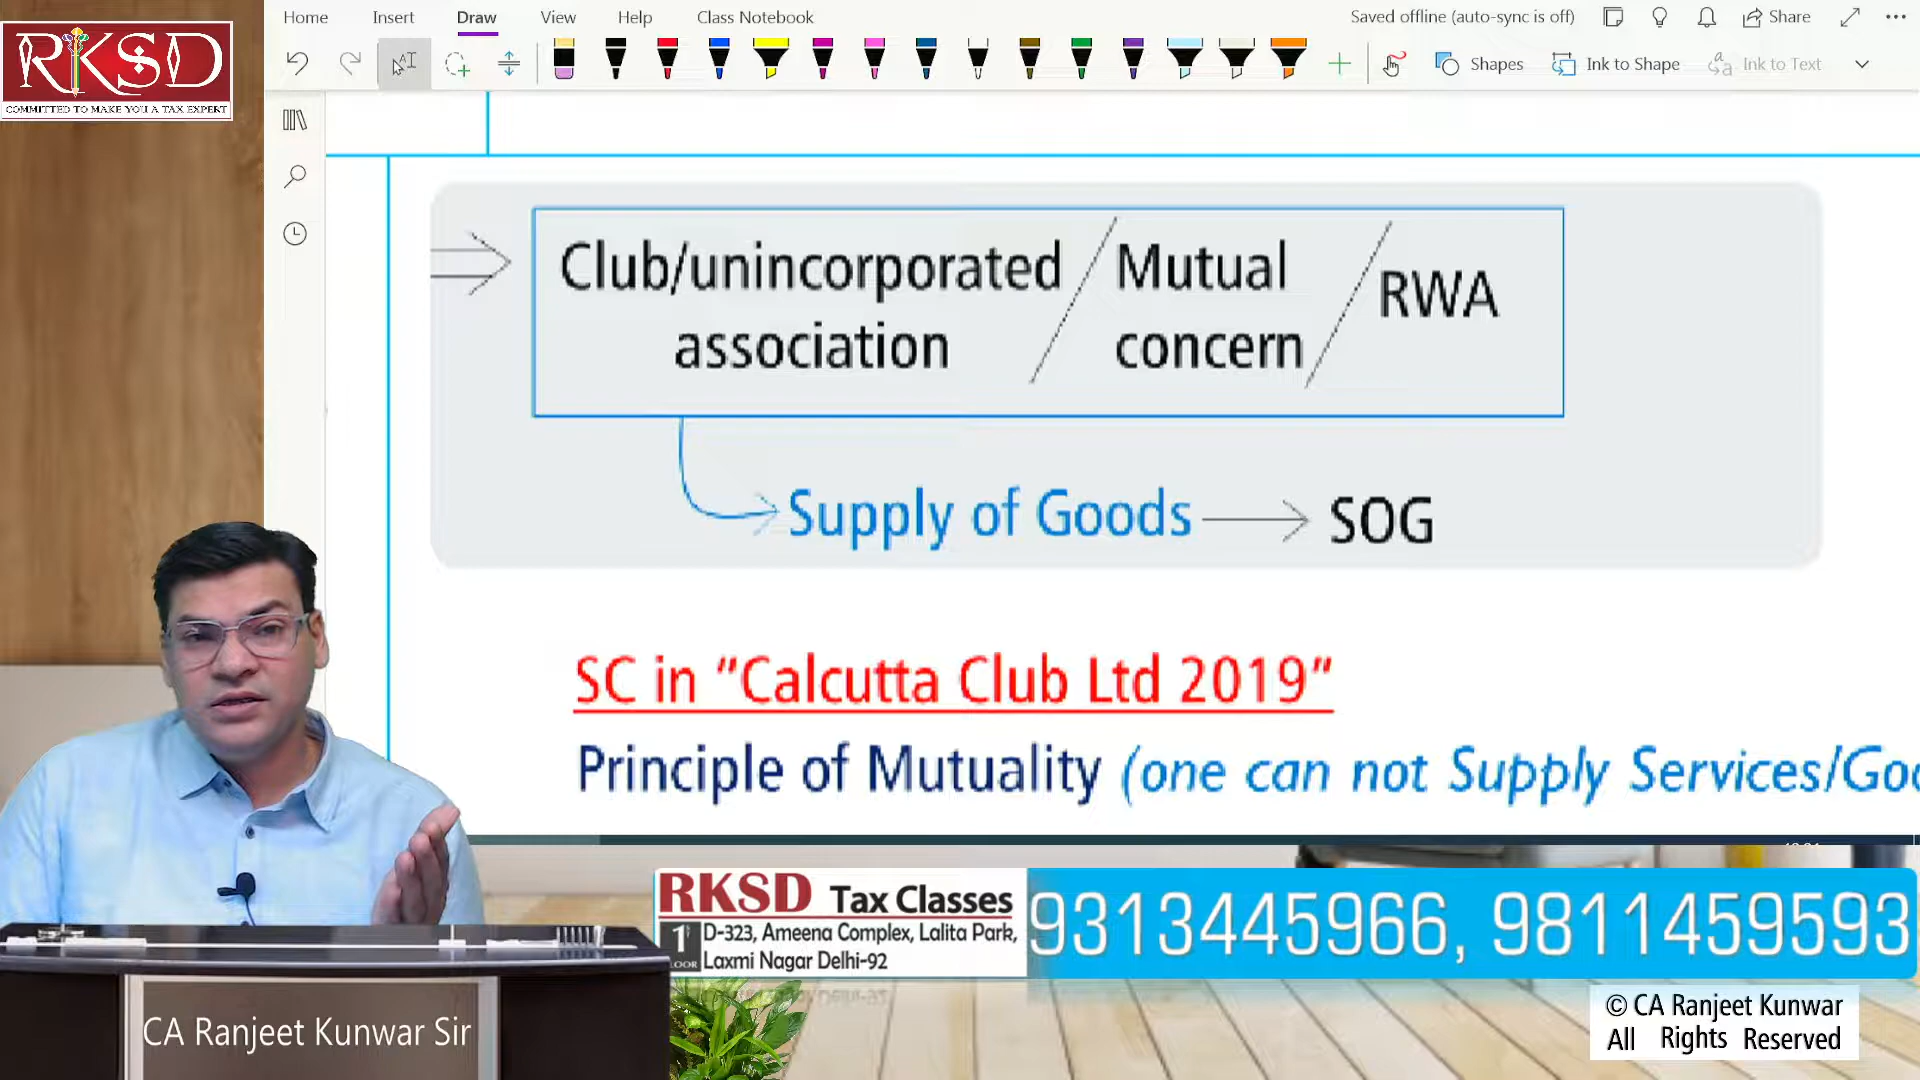 Home Insert Draw View Help Class Notebook Saved offline (auto-sync is off) Share
Shapes Ink to Shape Ink to Text
RKSD
COMMITTED TO MAKE YOU A TAX EXPERT
Club/unincorporated association / Mutual concern / RWA
Supply of Goods → SOG
SC in “Calcutta Club Ltd 2019”
Principle of Mutuality (one can not Supply Services/Goo
RKSD Tax Classes
D-323, Ameena Complex, Lalita Park,
Laxmi Nagar Delhi-92
9313445966, 9811459593
CA Ranjeet Kunwar Sir
© CA Ranjeet Kunwar
All Rights Reserved